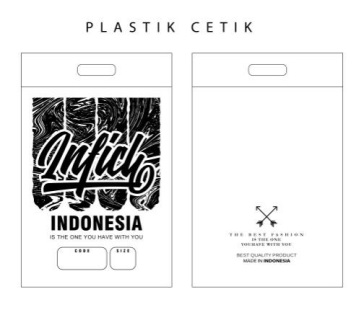 PLASTIK CETIK
Infich
INDONESIA
IS THE ONE YOU HAVE WITH YOU
CODE SIZE
THE BEST FASHION
IS THE ONE
YOU HAVE WITH YOU
BEST QUALITY PRODUCT
MADE IN INDONESIA